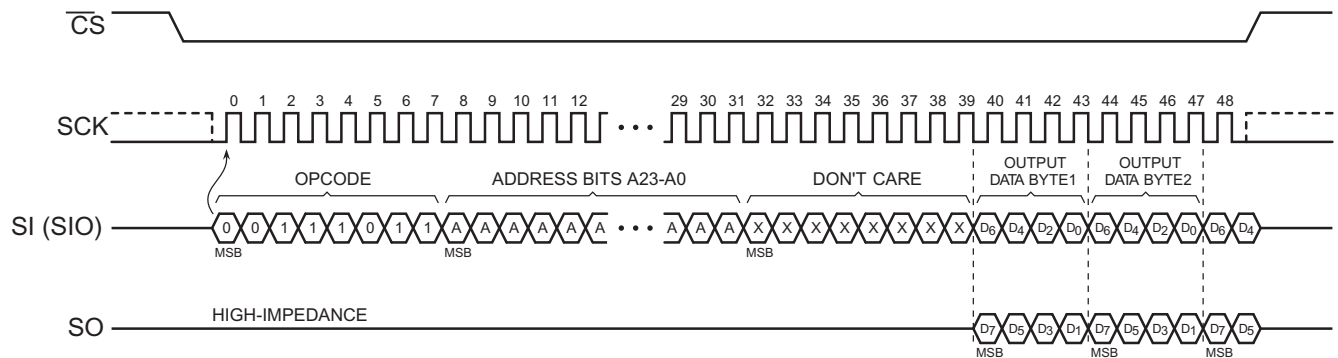 CS
0 1 2 3 4 5 6 7 8 9 10 11 12 29 30 31 32 33 34 35 36 37 38 39 40 41 42 43 44 45 46 47 48
SCK • • •
OPCODE ADDRESS BITS A23-A0 DON'T CARE OUTPUT DATA BYTE1 OUTPUT DATA BYTE2
SI (SIO) 0 0 1 1 1 0 1 1 A A A A A A • • • A A A X X X X X X X X D6 D4 D2 D0 D6 D4 D2 D0 D6 D4
MSB MSB MSB
HIGH-IMPEDANCE
SO D7 D5 D3 D1 D7 D5 D3 D1 D7 D5
MSB MSB MSB